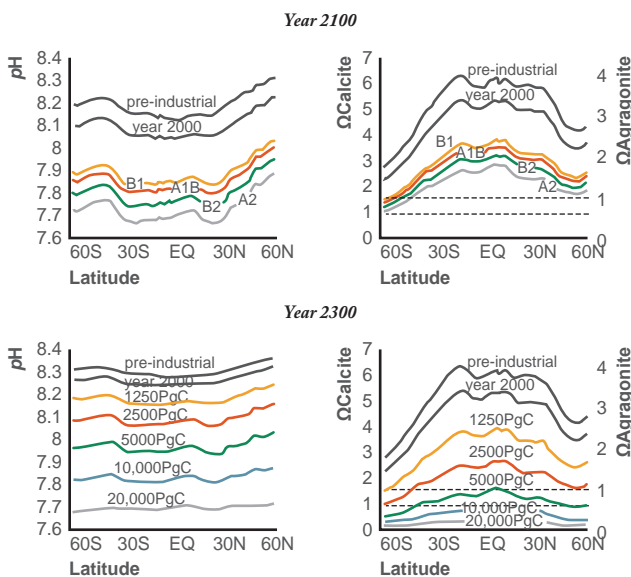 Year 2100
pH
8.4
8.3
8.2
8.1
8
7.9
7.8
7.7
7.6
pre-industrial
year 2000
B1
A1B
B2
A2
60S 30S EQ 30N 60N
Latitude
ΩCalcite
7
6
5
4
3
2
1
0
pre-industrial
year 2000
B1
A1B
B2
A2
ΩAgragonite
4
3
2
1
0
60S 30S EQ 30N 60N
Latitude
Year 2300
pH
8.4
8.3
8.2
8.1
8
7.9
7.8
7.7
7.6
pre-industrial
year 2000
1250PgC
2500PgC
5000PgC
10,000PgC
20,000PgC
60S 30S EQ 30N 60N
Latitude
ΩCalcite
7
6
5
4
3
2
1
0
pre-industrial
year 2000
1250PgC
2500PgC
5000PgC
10,000PgC
20,000PgC
ΩAgragonite
4
3
2
1
0
60S 30S EQ 30N 60N
Latitude